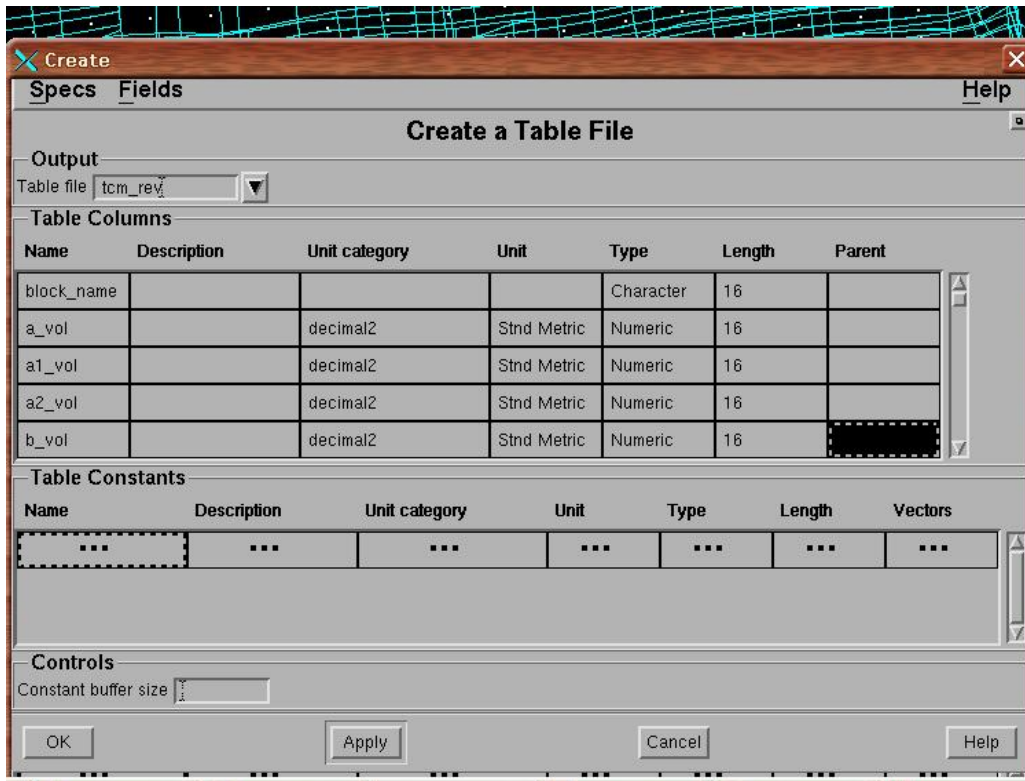 Create
Specs Fields Help
Create a Table File
Output
Table file tcm_rev
Table Columns
Name Description Unit category Unit Type Length Parent
block_name Character 16
a_vol decimal2 Stnd Metric Numeric 16
a1_vol decimal2 Stnd Metric Numeric 16
a2_vol decimal2 Stnd Metric Numeric 16
b_vol decimal2 Stnd Metric Numeric 16
Table Constants
Name Description Unit category Unit Type Length Vectors
... ... ... ... ... ... ...
Controls
Constant buffer size
OK Apply Cancel Help